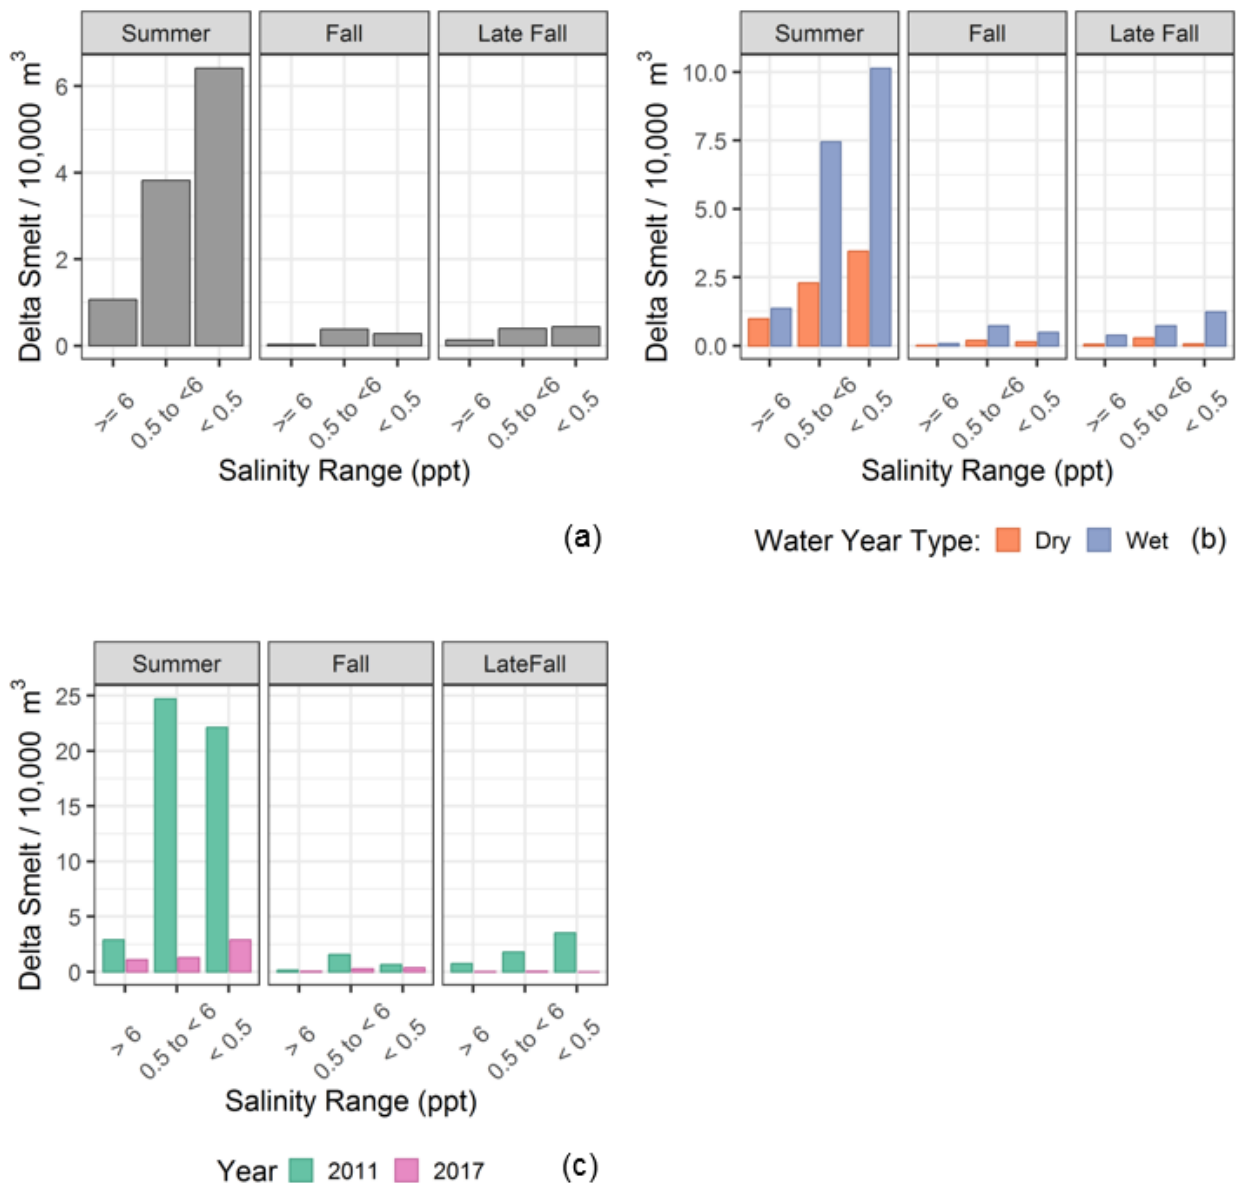 Summer Fall Late Fall
Delta Smelt / 10,000 m³
6
4
2
0
>= 6 0.5 to <6 < 0.5 >= 6 0.5 to <6 < 0.5 >= 6 0.5 to <6 < 0.5
Salinity Range (ppt)
(a)
Summer Fall Late Fall
Delta Smelt / 10,000 m³
10.0
7.5
5.0
2.5
0.0
>= 6 0.5 to <6 < 0.5 >= 6 0.5 to <6 < 0.5 >= 6 0.5 to <6 < 0.5
Salinity Range (ppt)
Water Year Type: Dry Wet (b)
Summer Fall LateFall
Delta Smelt / 10,000 m³
25
20
15
10
5
0
> 6 0.5 to < 6 < 0.5 > 6 0.5 to < 6 < 0.5 > 6 0.5 to < 6 < 0.5
Salinity Range (ppt)
Year 2011 2017 (c)